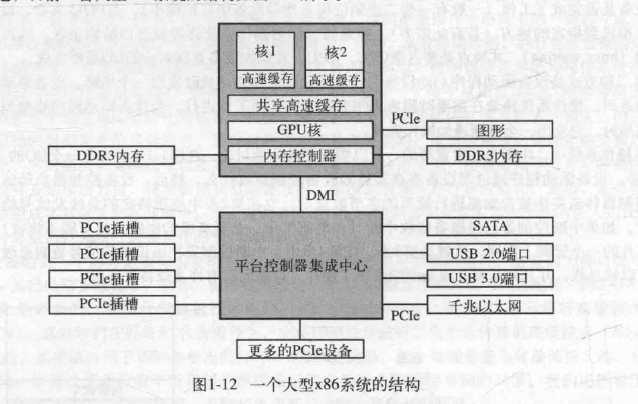 核1 核2
高速缓存 高速缓存
共享高速缓存
GPU核 PCIe 图形
DDR3内存 内存控制器 DDR3内存
DMI
PCIe插槽 SATA
PCIe插槽 平台控制器集成中心 USB 2.0端口
PCIe插槽 USB 3.0端口
PCIe插槽 PCIe 千兆以太网
更多的PCIe设备
图1-12 一个大型x86系统的结构